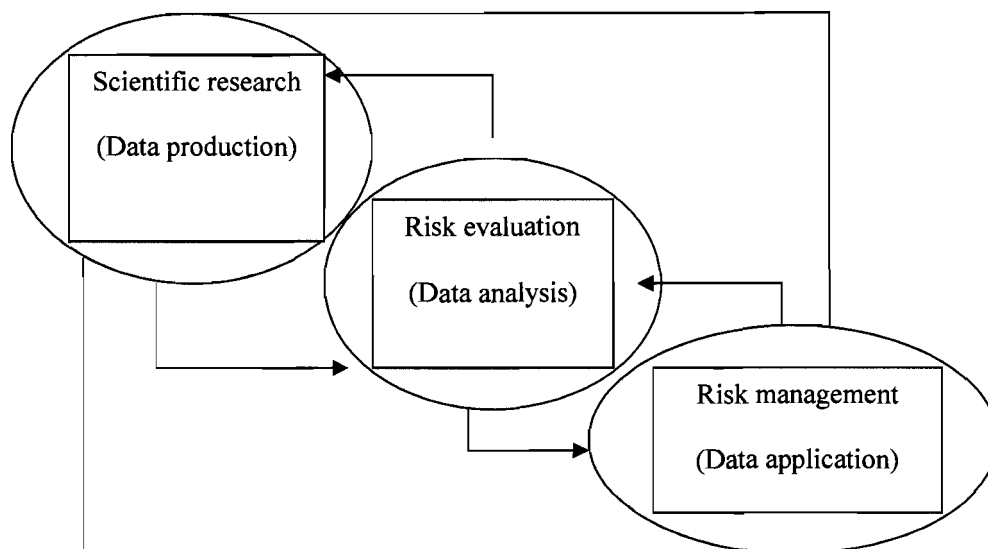 Scientific research
(Data production)
Risk evaluation
(Data analysis)
Risk management
(Data application)